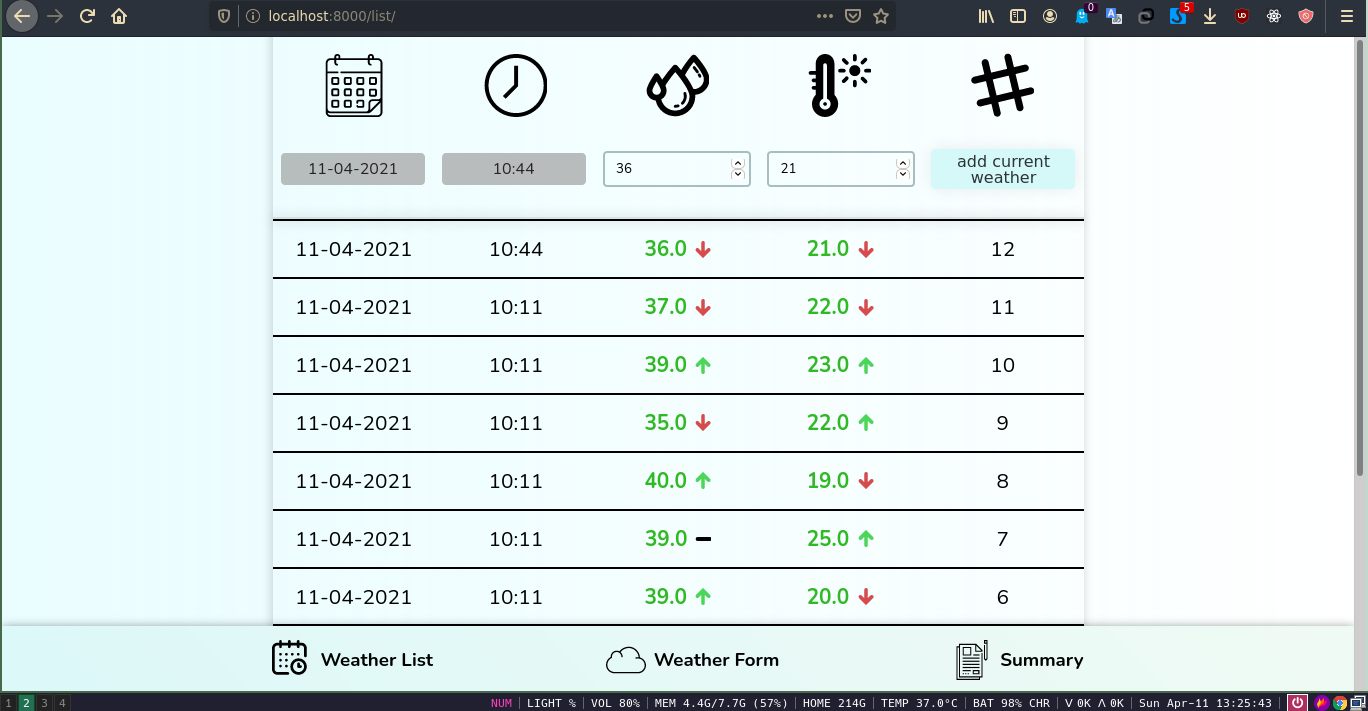 localhost:8000/list/
0
5
11-04-2021 10:44 36 21 add current
weather
11-04-2021 10:44 36.0 21.0 12
11-04-2021 10:11 37.0 22.0 11
11-04-2021 10:11 39.0 23.0 10
11-04-2021 10:11 35.0 22.0 9
11-04-2021 10:11 40.0 19.0 8
11-04-2021 10:11 39.0 25.0 7
11-04-2021 10:11 39.0 20.0 6
Weather List Weather Form Summary
1 2 3 4 NUM | LIGHT % | VOL 80% | MEM 4.4G/7.7G (57%) | HOME 214G | TEMP 37.0°C | BAT 98% CHR | V 0K Λ 0K | Sun Apr-11 13:25:43 |